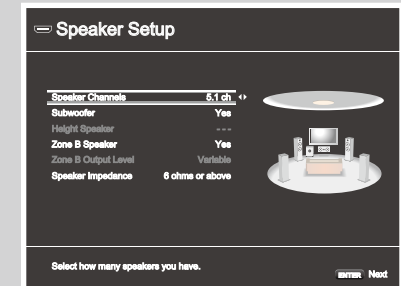 Speaker Setup
Speaker Channels 5.1 ch
Subwoofer Yes
Height Speaker ---
Zone B Speaker Yes
Zone B Output Level Variable
Speaker Impedance 6 ohms or above
Select how many speakers you have.
ENTER Next